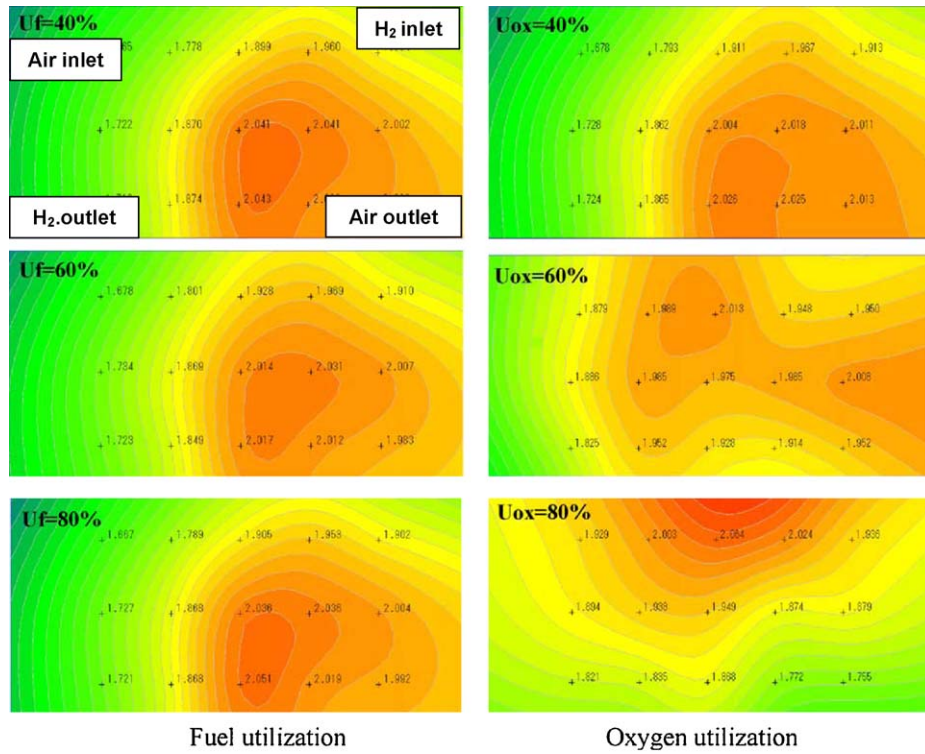 Uf=40%
H₂ inlet
Uox=40%
1.778 1.899 1.960
1.678 1.793 1.911 1.967 1.913
Air inlet
1.722 1.870 2.041 2.041 2.002
1.728 1.862 2.004 2.018 2.011
1.874 2.043
1.724 1.865 2.026 2.025 2.013
H₂.outlet
Air outlet
Uf=60%
Uox=60%
1.678 1.801 1.928 1.969 1.910
1.879 1.989 2.013 1.948 1.950
1.734 1.869 2.014 2.031 2.007
1.886 1.985 1.975 1.985 2.008
1.723 1.849 2.017 2.012 1.983
1.825 1.952 1.928 1.914 1.952
Uf=80%
Uox=80%
1.667 1.789 1.905 1.953 1.902
1.929 2.003 2.064 2.024 1.936
1.727 1.868 2.036 2.036 2.004
1.894 1.938 1.949 1.874 1.879
1.721 1.868 2.051 2.019 1.992
1.821 1.835 1.868 1.772 1.755
Fuel utilization
Oxygen utilization